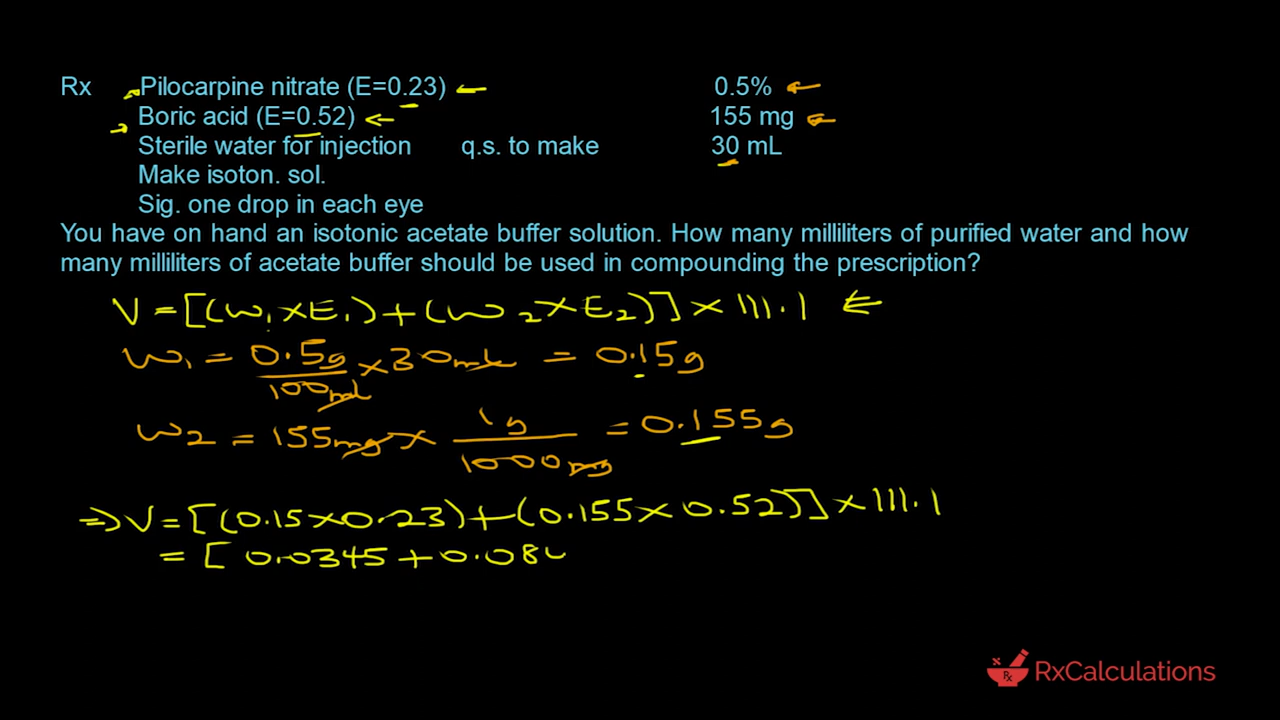 Rx Pilocarpine nitrate (E=0.23) 0.5%
Boric acid (E=0.52) 155 mg
Sterile water for injection q.s. to make 30 mL
Make isoton. sol.
Sig. one drop in each eye
You have on hand an isotonic acetate buffer solution. How many milliliters of purified water and how
many milliliters of acetate buffer should be used in compounding the prescription?
V = [(W₁×E₁)+(W₂×E₂)] × 111.1
W₁ = 0.5g/100mL × 30mL = 0.15g
W₂ = 155mg × 1g/1000mg = 0.155g
⇒ V = [(0.15×0.23)+(0.155×0.52)] × 111.1
= [0.0345+0.080
RxCalculations